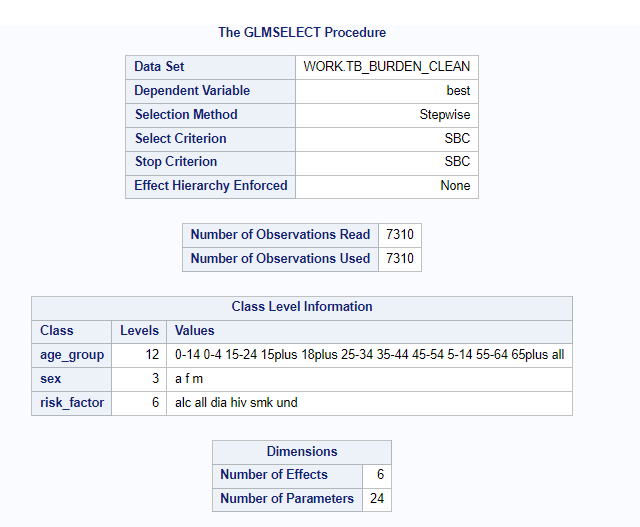 The GLMSELECT Procedure
Data Set WORK.TB_BURDEN_CLEAN
Dependent Variable best
Selection Method Stepwise
Select Criterion SBC
Stop Criterion SBC
Effect Hierarchy Enforced None
Number of Observations Read 7310
Number of Observations Used 7310
Class Level Information
Class Levels Values
age_group 12 0-14 0-4 15-24 15plus 18plus 25-34 35-44 45-54 5-14 55-64 65plus all
sex 3 a f m
risk_factor 6 alc all dia hiv smk und
Dimensions
Number of Effects 6
Number of Parameters 24